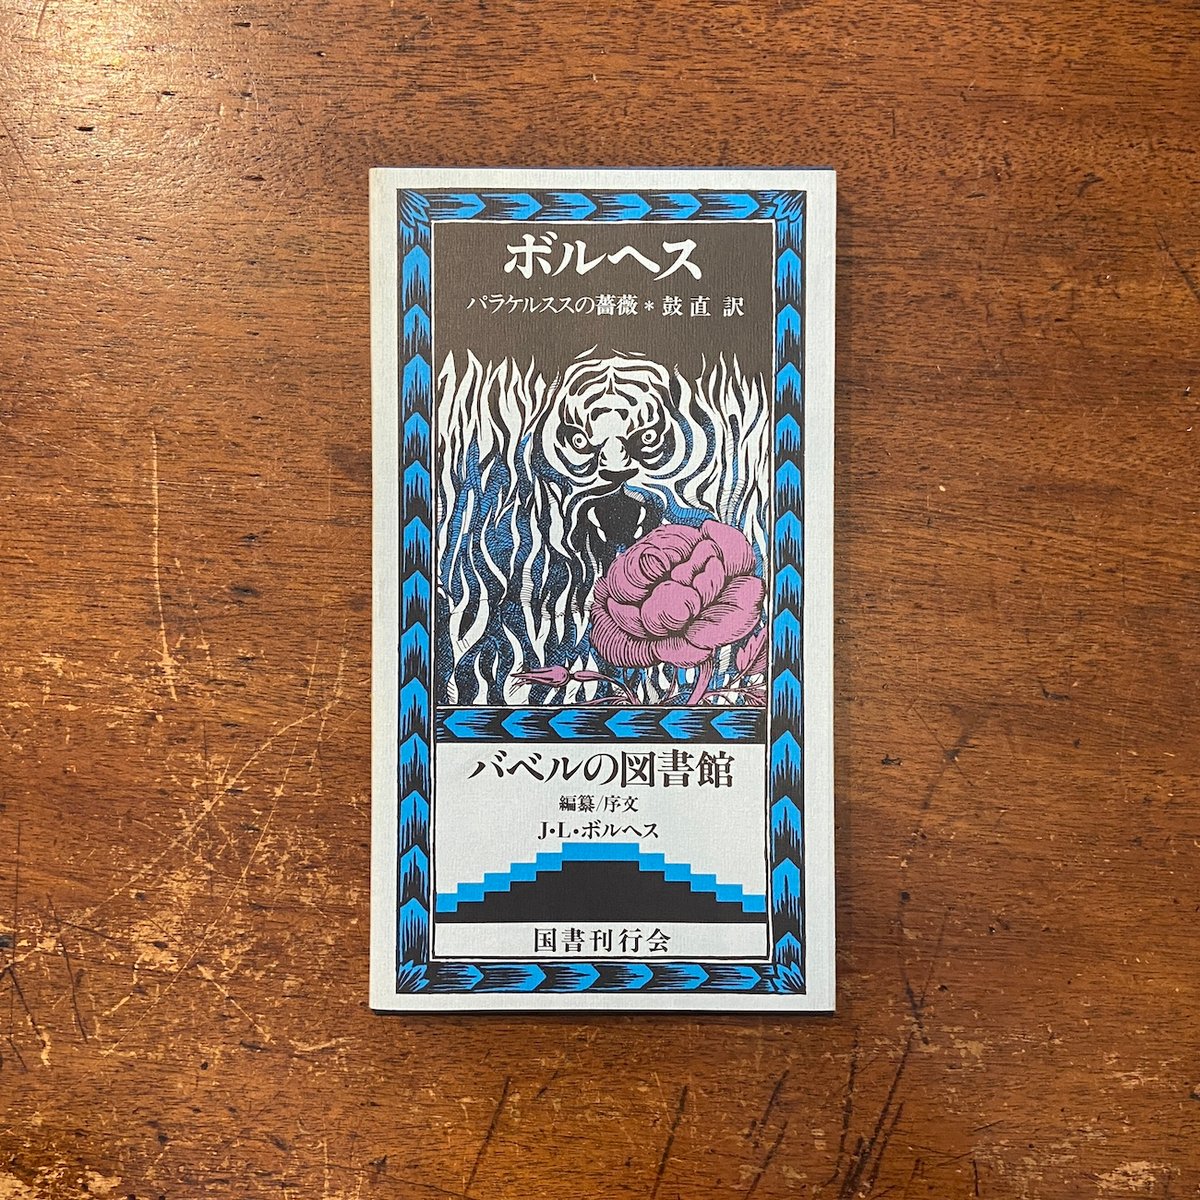 ボルヘス
パラケルススの薔薇*鼓直 訳
バベルの図書館
編纂/序文
J・L・ボルヘス
国書刊行会